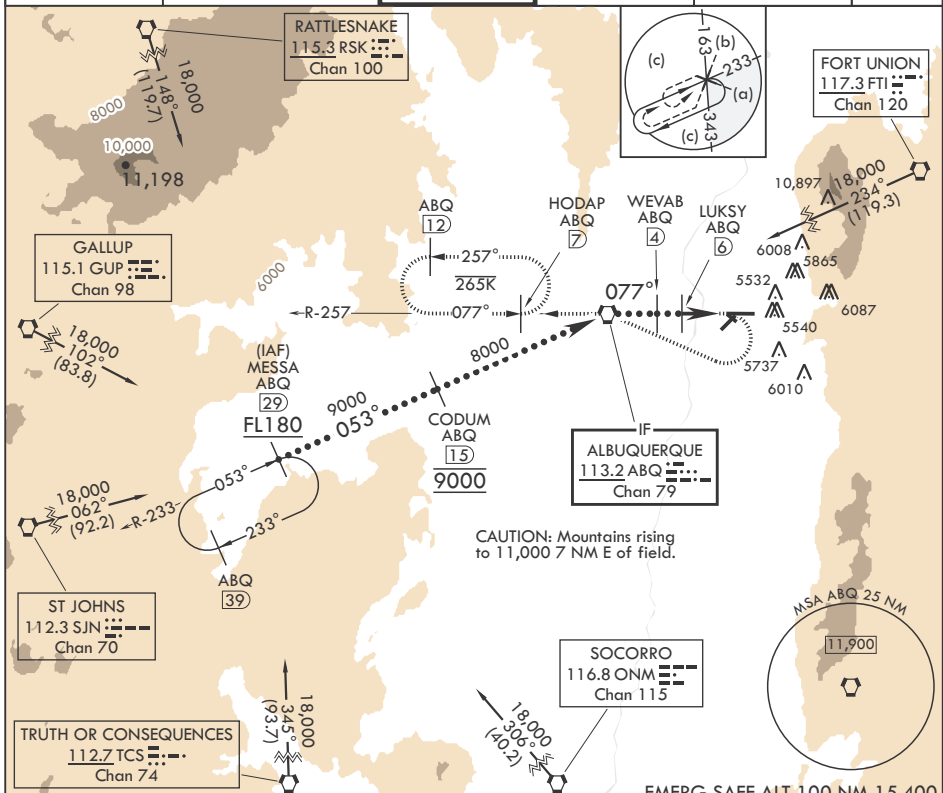 RATTLESNAKE
115.3 RSK
Chan 100
18,000
148°
(119.7)
8000
10,000
11,198
163
(b)
(c)
233
(a)
(c)
343
FORT UNION
117.3 FTI
Chan 120
10,897
18,000
234°
(119.3)
6008
5865
5532
6087
5540
5737
6010
ABQ
12
HODAP
ABQ
7
WEVAB
ABQ
4
LUKSY
ABQ
6
257°
265K
R-257
077°
077°
6000
GALLUP
115.1 GUP
Chan 98
18,000
102°
(83.8)
(IAF)
MESSA
ABQ
29
FL180
9000
053°
8000
CODUM
ABQ
15
9000
IF
ALBUQUERQUE
113.2 ABQ
Chan 79
CAUTION: Mountains rising
to 11,000 7 NM E of field.
18,000
062°
(92.2)
R-233
053°
233°
ABQ
39
ST JOHNS
112.3 SJN
Chan 70
MSA ABQ 25 NM
11,900
SOCORRO
116.8 ONM
Chan 115
18,000
306°
(40.2)
18,000
345°
(93.7)
TRUTH OR CONSEQUENCES
112.7 TCS
Chan 74
EMERG SAFE ALT 100 NM 15,400